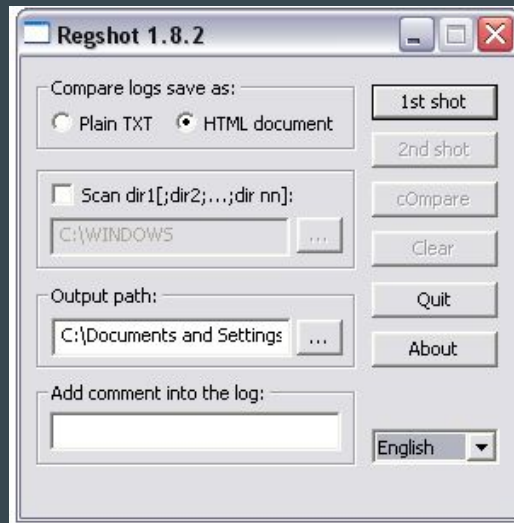 Regshot 1.8.2
Compare logs save as:
Plain TXT HTML document
Scan dir1[;dir2;...;dir nn]:
C:\WINDOWS
...
Output path:
C:\Documents and Settings
...
Add comment into the log:
1st shot
2nd shot
cOmpare
Clear
Quit
About
English